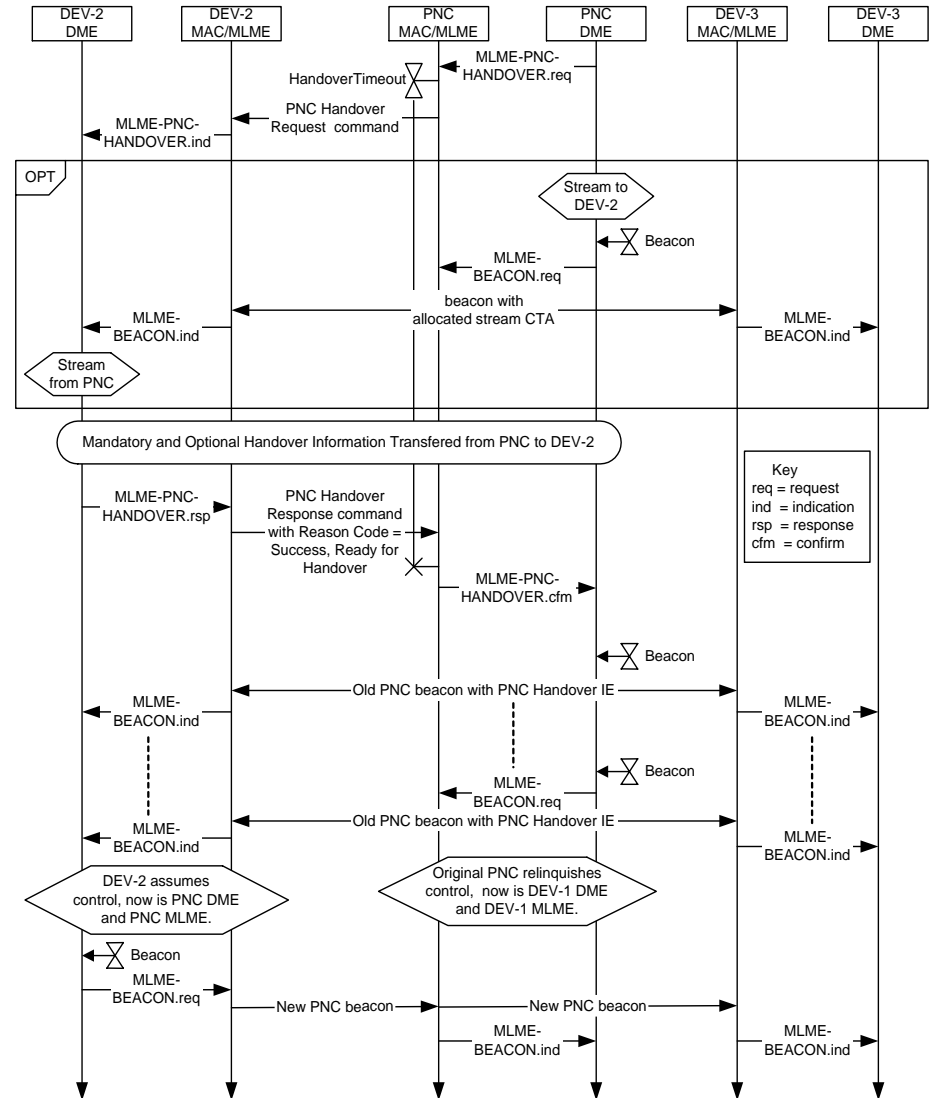 DEV-2
DME
DEV-2
MAC/MLME
PNC
MAC/MLME
PNC
DME
DEV-3
MAC/MLME
DEV-3
DME
MLME-PNC-
HANDOVER.req
HandoverTimeout
PNC Handover
Request command
MLME-PNC-
HANDOVER.ind
OPT
Stream to
DEV-2
Beacon
MLME-
BEACON.req
beacon with
allocated stream CTA
MLME-
BEACON.ind
MLME-
BEACON.ind
Stream
from PNC
Mandatory and Optional Handover Information Transfered from PNC to DEV-2
Key
req = request
ind = indication
rsp = response
cfm = confirm
MLME-PNC-
HANDOVER.rsp
PNC Handover
Response command
with Reason Code =
Success, Ready for
Handover
MLME-PNC-
HANDOVER.cfm
Beacon
Old PNC beacon with PNC Handover IE
MLME-
BEACON.ind
MLME-
BEACON.ind
Beacon
MLME-
BEACON.req
Old PNC beacon with PNC Handover IE
MLME-
BEACON.ind
MLME-
BEACON.ind
DEV-2 assumes
control, now is PNC DME
and PNC MLME.
Original PNC relinquishes
control, now is DEV-1 DME
and DEV-1 MLME.
Beacon
MLME-
BEACON.req
New PNC beacon
New PNC beacon
MLME-
BEACON.ind
MLME-
BEACON.ind